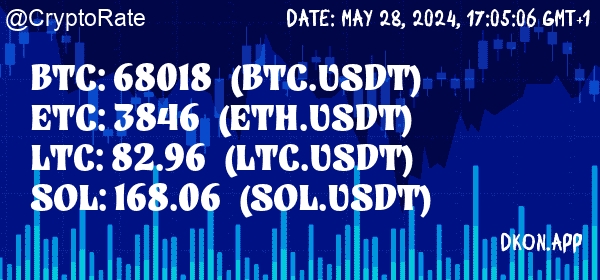 @CryptoRate
DATE: MAY 28, 2024, 17:05:06 GMT+1
BTC: 68018 (BTC.USDT)
ETC: 3846 (ETH.USDT)
LTC: 82.96 (LTC.USDT)
SOL: 168.06 (SOL.USDT)
DKON.APP